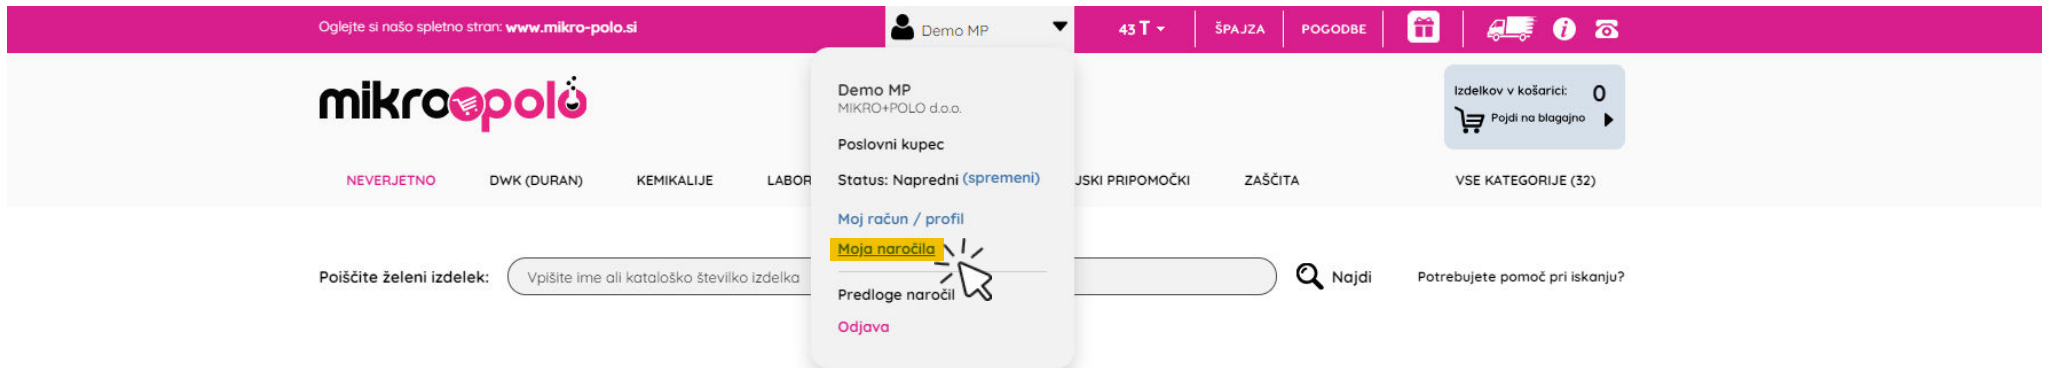 Oglejte si našo spletno stran: www.mikro-polo.si
Demo MP
43 T
ŠPAJZA
POGODBE
mikro+polo
Izdelkov v košarici: 0
Pojdi na blagajno
Demo MP
MIKRO+POLO d.o.o.
Poslovni kupec
Status: Napredni (spremeni)
Moj račun / profil
Moja naročila
Predloge naročil
Odjava
NEVERJETNO
DWK (DURAN)
KEMIKALIJE
LABOR
JSKI PRIPOMOČKI
ZAŠČITA
VSE KATEGORIJE (32)
Poiščite želeni izdelek:
Vpišite ime ali kataloško številko izdelka
Najdi
Potrebujete pomoč pri iskanju?